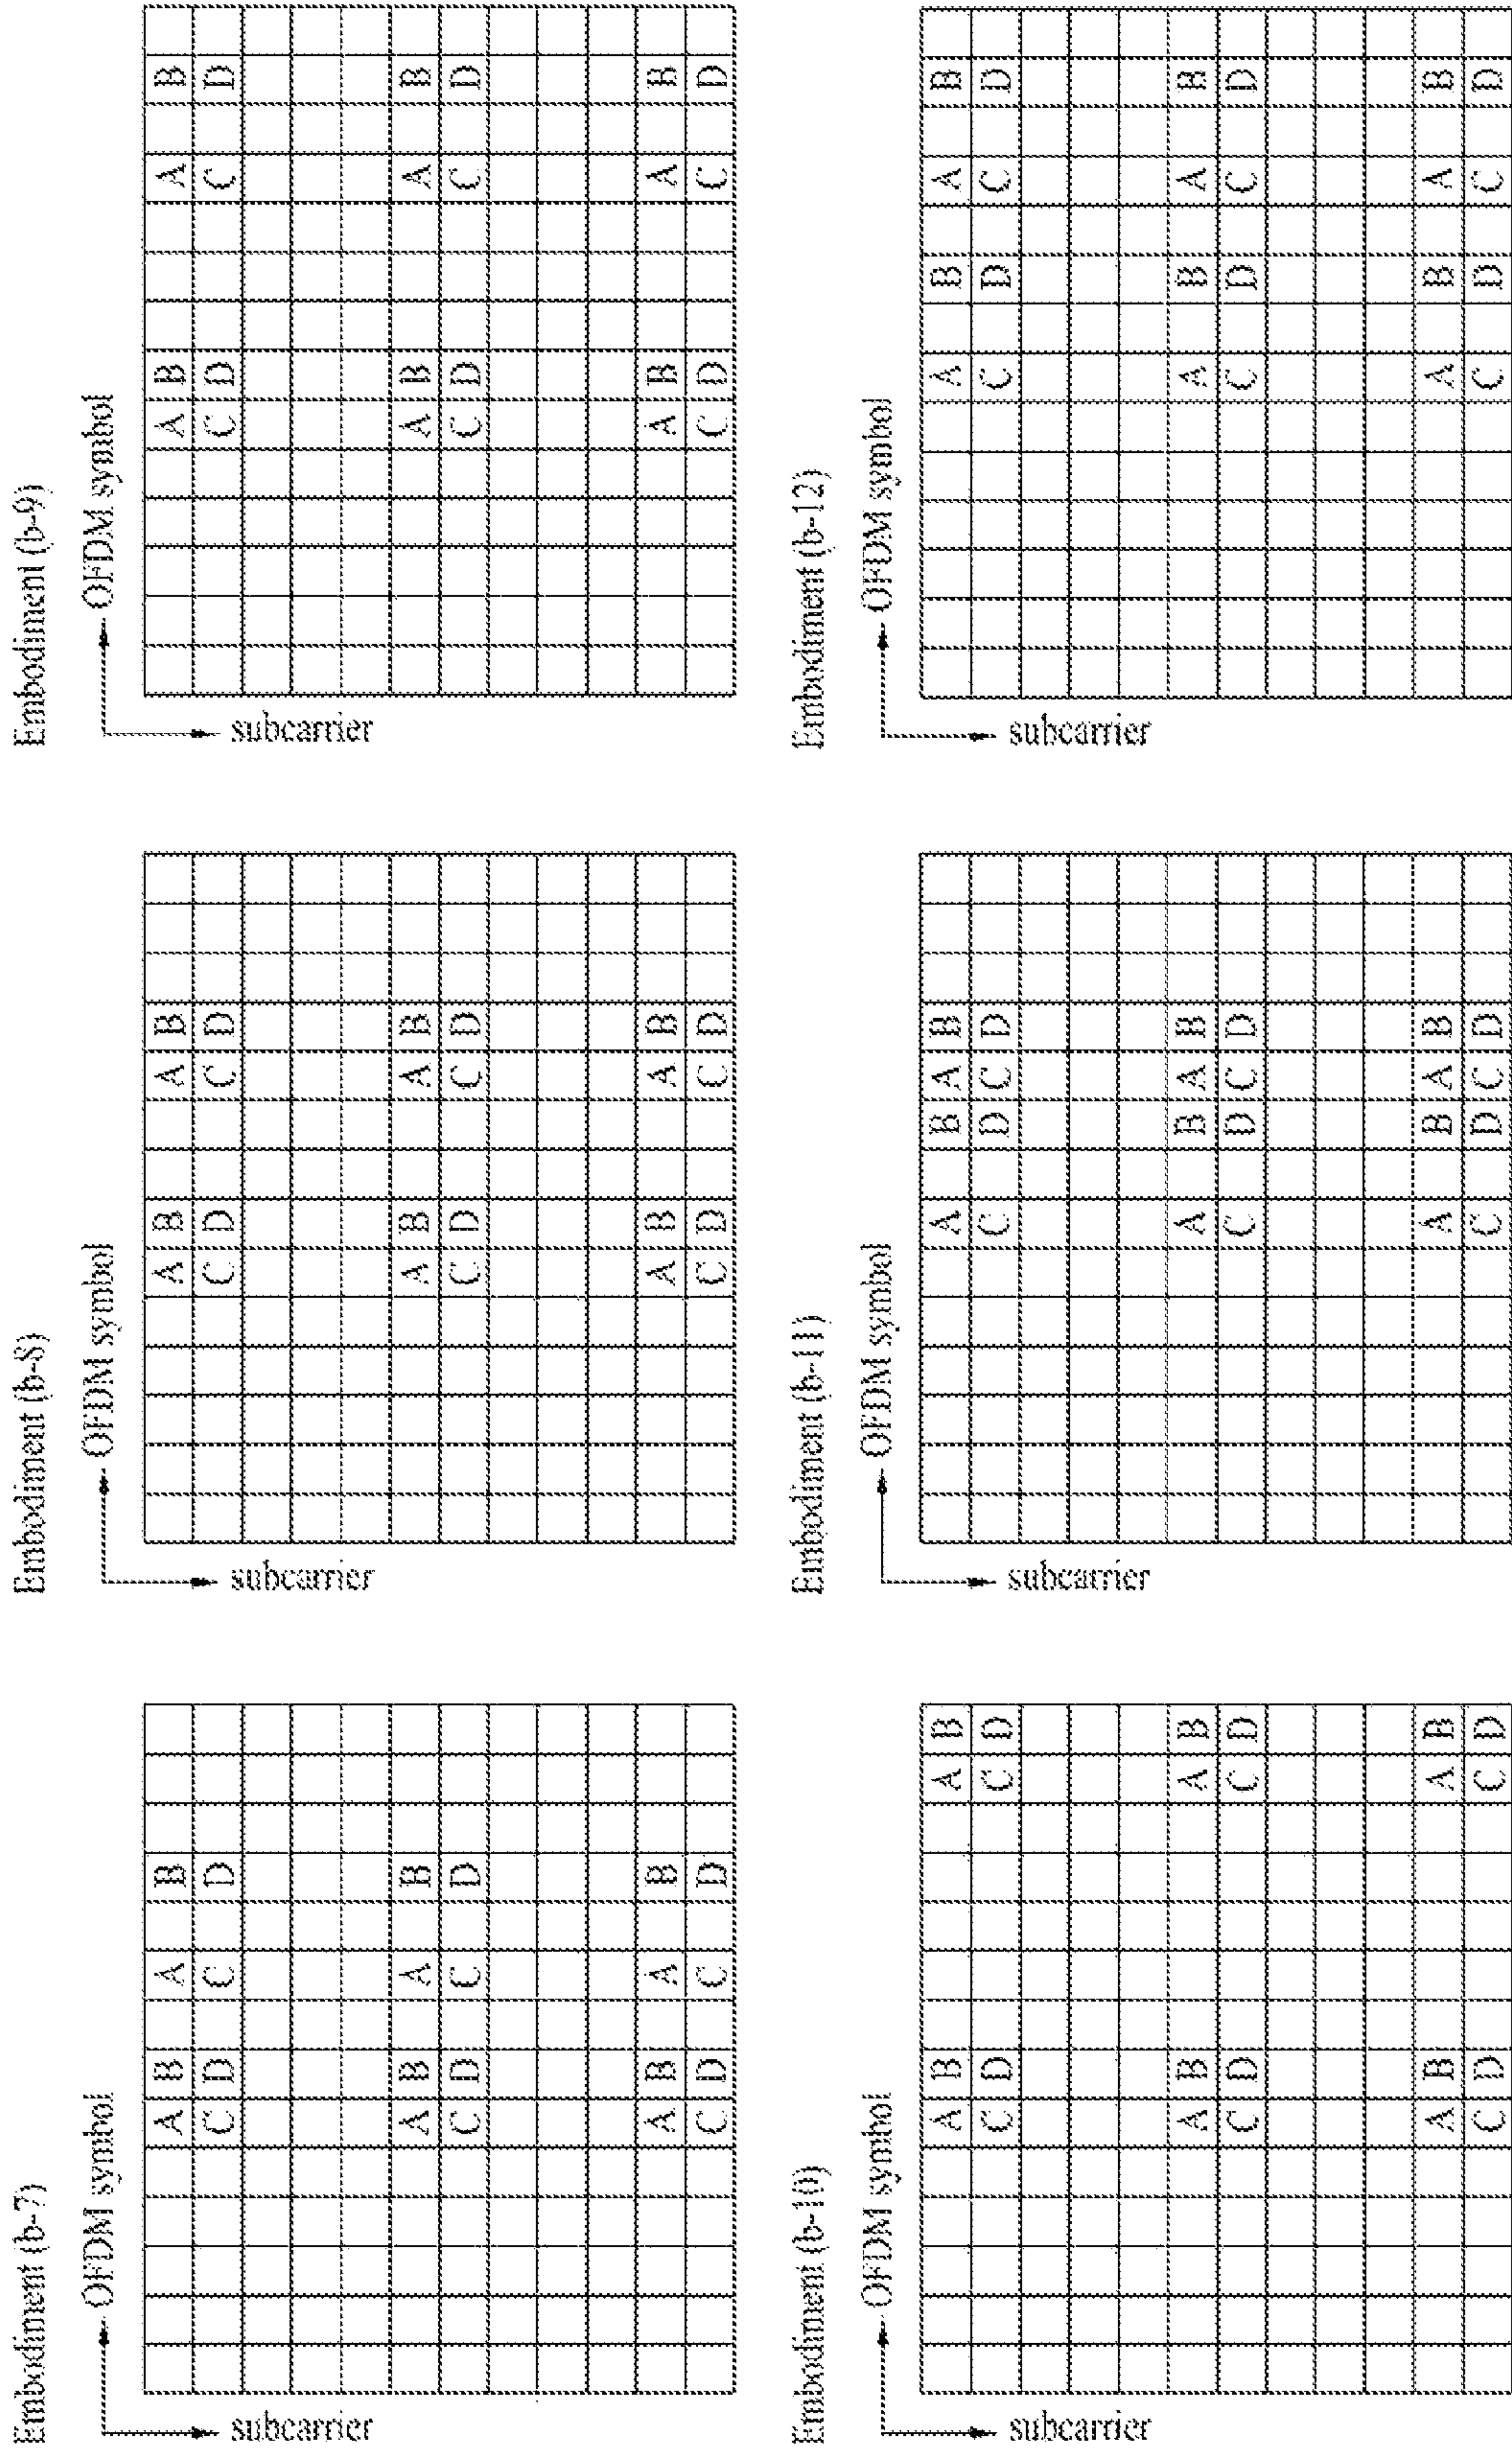 Embodiment (b-7)
OFDM symbol
subcarrier
A B A B
C D C D
A B A B
C D C D
A B A B
C D C D
Embodiment (b-8)
OFDM symbol
subcarrier
A B A B
C D C D
A B A B
C D C D
A B A B
C D C D
Embodiment (b-9)
OFDM symbol
subcarrier
A B A B
C D C D
A B A B
C D C D
A B A B
C D C D
Embodiment (b-10)
OFDM symbol
subcarrier
A B A B
C D C D
A B A B
C D C D
A B A B
C D C D
Embodiment (b-11)
OFDM symbol
subcarrier
A B A B
C D C D
A B A B
C D C D
A B A B
C D C D
Embodiment (b-12)
OFDM symbol
subcarrier
A B A B
C D C D
A B A B
C D C D
A B A B
C D C D